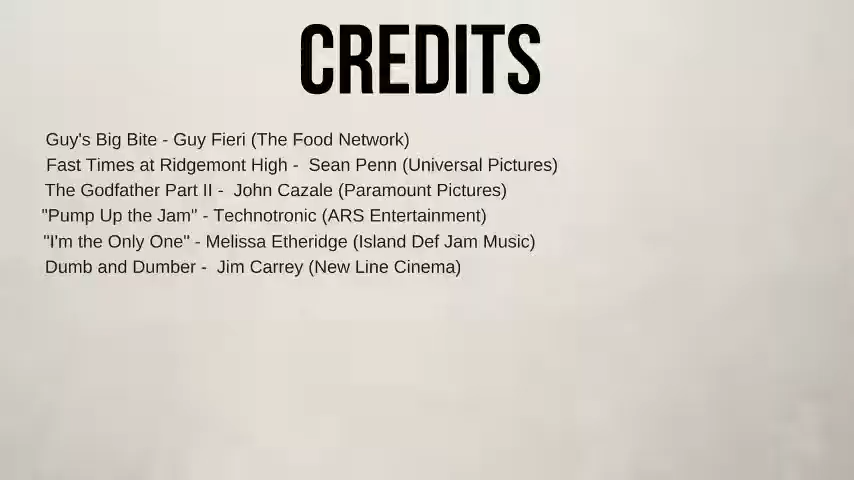 CREDITS
Guy's Big Bite - Guy Fieri (The Food Network)
Fast Times at Ridgemont High -  Sean Penn (Universal Pictures)
The Godfather Part II -  John Cazale (Paramount Pictures)
"Pump Up the Jam" - Technotronic (ARS Entertainment)
"I'm the Only One" - Melissa Etheridge (Island Def Jam Music)
Dumb and Dumber -  Jim Carrey (New Line Cinema)